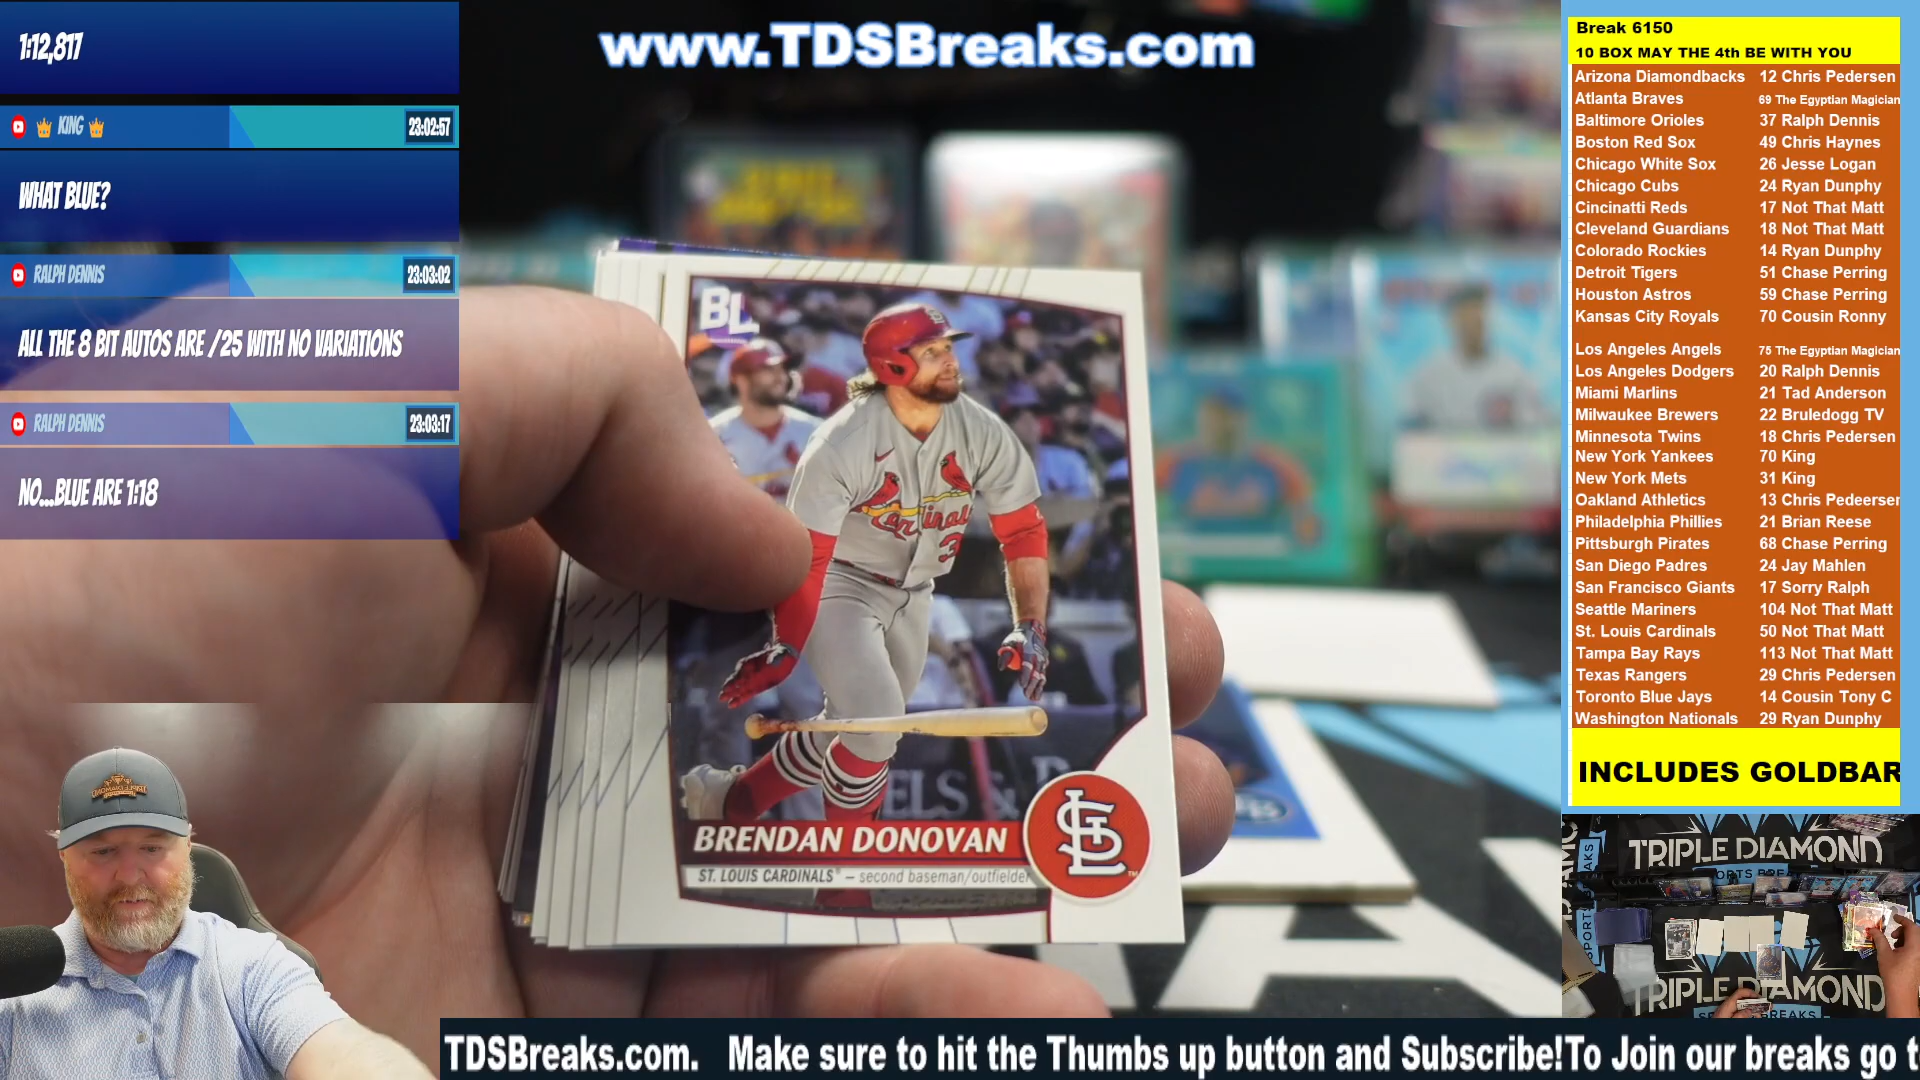 1:12,817
KING
23:02:57
WHAT BLUE?
RALPH DENNIS
23:03:02
ALL THE 8 BIT AUTOS ARE /25 WITH NO VARIATIONS
RALPH DENNIS
23:03:17
NO...BLUE ARE 1:18
www.TDSBreaks.com
BL
Cardinals
3
BRENDAN DONOVAN
ST. LOUIS CARDINALS® – second baseman/outfielder
STL
Break 6150
10 BOX MAY THE 4th BE WITH YOU
Arizona Diamondbacks 12 Chris Pedersen
Atlanta Braves 69 The Egyptian Magician
Baltimore Orioles 37 Ralph Dennis
Boston Red Sox 49 Chris Haynes
Chicago White Sox 26 Jesse Logan
Chicago Cubs 24 Ryan Dunphy
Cincinatti Reds 17 Not That Matt
Cleveland Guardians 18 Not That Matt
Colorado Rockies 14 Ryan Dunphy
Detroit Tigers 51 Chase Perring
Houston Astros 59 Chase Perring
Kansas City Royals 70 Cousin Ronny
Los Angeles Angels 75 The Egyptian Magician
Los Angeles Dodgers 20 Ralph Dennis
Miami Marlins 21 Tad Anderson
Milwaukee Brewers 22 Bruledogg TV
Minnesota Twins 18 Chris Pedersen
New York Yankees 70 King
New York Mets 31 King
Oakland Athletics 13 Chris Pedeersen
Philadelphia Phillies 21 Brian Reese
Pittsburgh Pirates 68 Chase Perring
San Diego Padres 24 Jay Mahlen
San Francisco Giants 17 Sorry Ralph
Seattle Mariners 104 Not That Matt
St. Louis Cardinals 50 Not That Matt
Tampa Bay Rays 113 Not That Matt
Texas Rangers 29 Chris Pedersen
Toronto Blue Jays 14 Cousin Tony C
Washington Nationals 29 Ryan Dunphy
INCLUDES GOLDBAR
TRIPLE DIAMOND
SPORTS BREAKS
TRIPLE DIAMOND
TDSBreaks.com. Make sure to hit the Thumbs up button and Subscribe!To Join our breaks go t